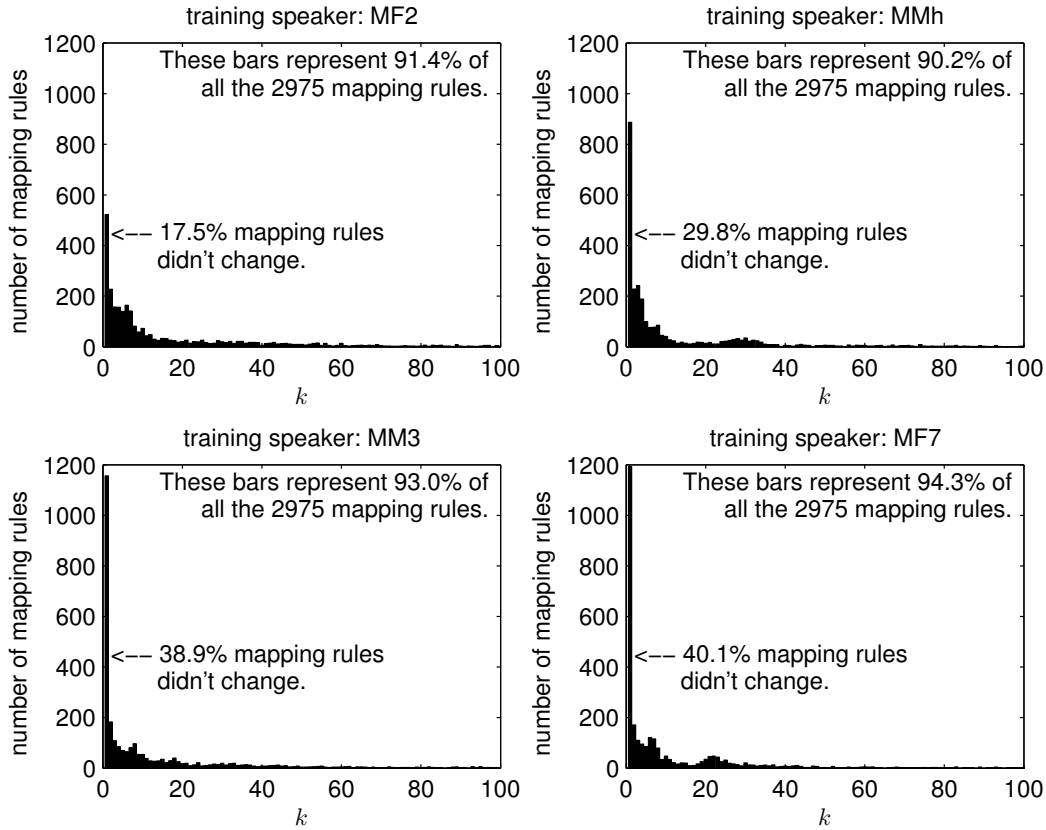 training speaker: MF2
1200
1000
800
600
400
200
0
number of mapping rules
These bars represent 91.4% of
all the 2975 mapping rules.
<−− 17.5% mapping rules
didn't change.
0 20 40 60 80 100
k
training speaker: MMh
1200
1000
800
600
400
200
0
number of mapping rules
These bars represent 90.2% of
all the 2975 mapping rules.
<−− 29.8% mapping rules
didn't change.
0 20 40 60 80 100
k
training speaker: MM3
1200
1000
800
600
400
200
0
number of mapping rules
These bars represent 93.0% of
all the 2975 mapping rules.
<−− 38.9% mapping rules
didn't change.
0 20 40 60 80 100
k
training speaker: MF7
1200
1000
800
600
400
200
0
number of mapping rules
These bars represent 94.3% of
all the 2975 mapping rules.
<−− 40.1% mapping rules
didn't change.
0 20 40 60 80 100
k